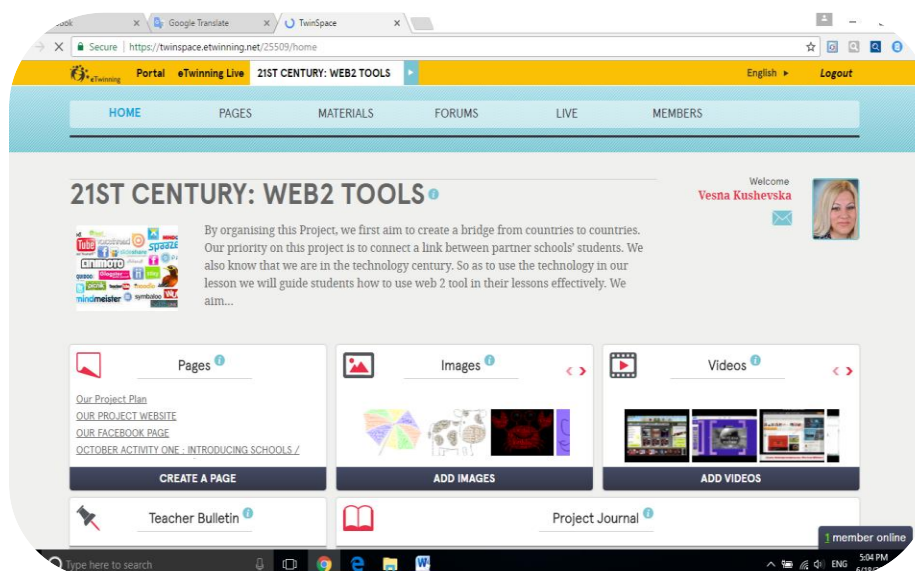 Google Translate
TwinSpace
Secure https://twinspace.etwinning.net/25509/home
eTwinning Portal eTwinning Live 21ST CENTURY: WEB2 TOOLS English Logout
HOME PAGES MATERIALS FORUMS LIVE MEMBERS
21ST CENTURY: WEB2 TOOLS
Welcome
Vesna Kushevska
By organising this Project, we first aim to create a bridge from countries to countries.
Our priority on this project is to connect a link between partner schools' students. We
also know that we are in the technology century. So as to use the technology in our
lesson we will guide students how to use web 2 tool in their lessons effectively. We
aim...
Tube
ANIMOTO
Glogster
mindmeister symbaloo
Pages
Our Project Plan
OUR PROJECT WEBSITE
OUR FACEBOOK PAGE
OCTOBER ACTIVITY ONE : INTRODUCING SCHOOLS /
CREATE A PAGE
Images
ADD IMAGES
Videos
ADD VIDEOS
Teacher Bulletin
Project Journal
1 member online
Type here to search
ENG
5:04 PM